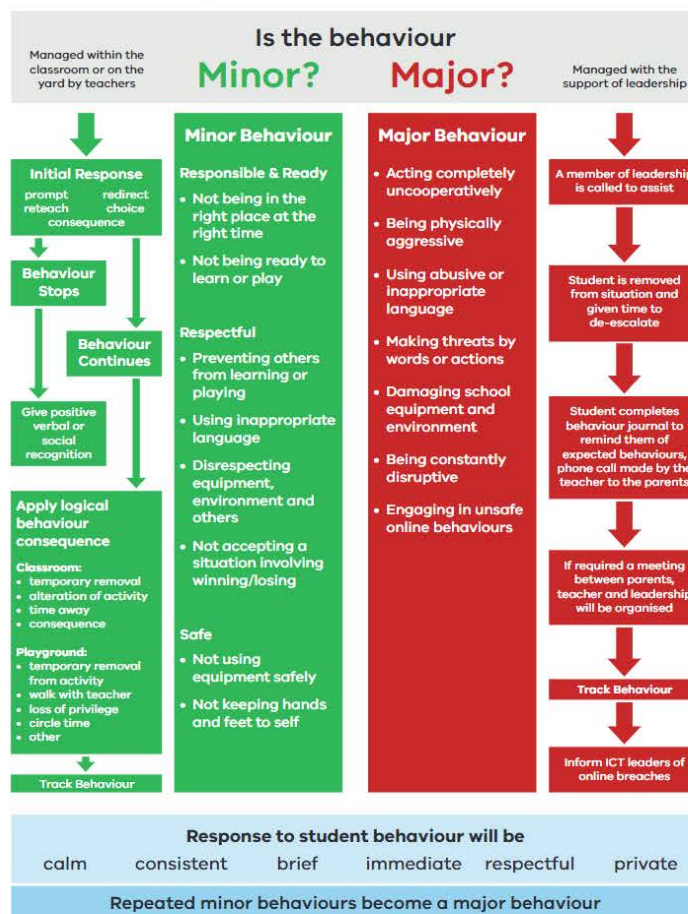 Is the behaviour
Minor?
Major?
Managed within the
classroom or on the
yard by teachers
Initial Response
prompt redirect
reteach choice
consequence
Behaviour
Stops
Behaviour
Continues
Give positive
verbal or
social
recognition
Apply logical
behaviour
consequence
Classroom:
• temporary removal
• alteration of activity
• time away
• consequence
Playground:
• temporary removal
from activity
• walk with teacher
• loss of privilege
• circle time
• other
Track Behaviour
Minor Behaviour
Responsible & Ready
• Not being in the
right place at the
right time
• Not being ready to
learn or play
Respectful
• Preventing others
from learning or
playing
• Using inappropriate
language
• Disrespecting
equipment,
environment and
others
• Not accepting a
situation involving
winning/losing
Safe
• Not using
equipment safely
• Not keeping hands
and feet to self
Major Behaviour
• Acting completely
uncooperatively
• Being physically
aggressive
• Using abusive or
inappropriate
language
• Making threats by
words or actions
• Damaging school
equipment and
environment
• Being constantly
disruptive
• Engaging in unsafe
online behaviours
Managed with the
support of leadership
A member of leadership
is called to assist
Student is removed
from situation and
given time to
de-escalate
Student completes
behaviour journal to
remind them of
expected behaviours,
phone call made by the
teacher to the parents
If required a meeting
between parents,
teacher and leadership
will be organised
Track Behaviour
Inform ICT leaders of
online breaches
Response to student behaviour will be
calm consistent brief immediate respectful private
Repeated minor behaviours become a major behaviour